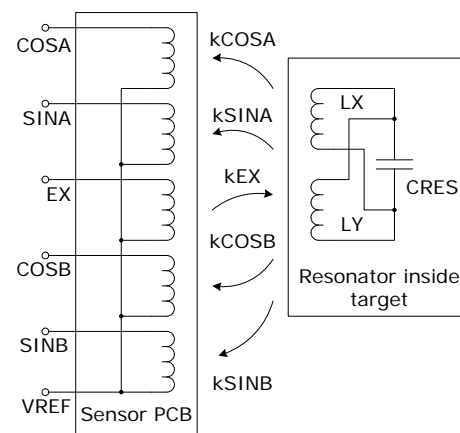 COSA
SINA
EX
COSB
SINB
VREF
Sensor PCB
kCOSA
kSINA
kEX
kCOSB
kSINB
LX
CRES
LY
Resonator inside
target